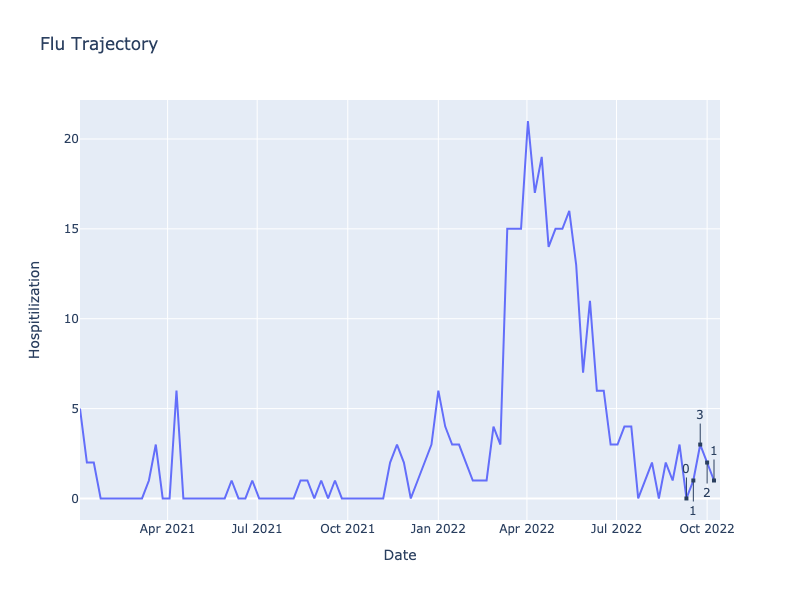 Flu Trajectory
Hospitilization
20
15
10
5
0
3
1
0
2
1
Apr 2021
Jul 2021
Oct 2021
Jan 2022
Apr 2022
Jul 2022
Oct 2022
Date